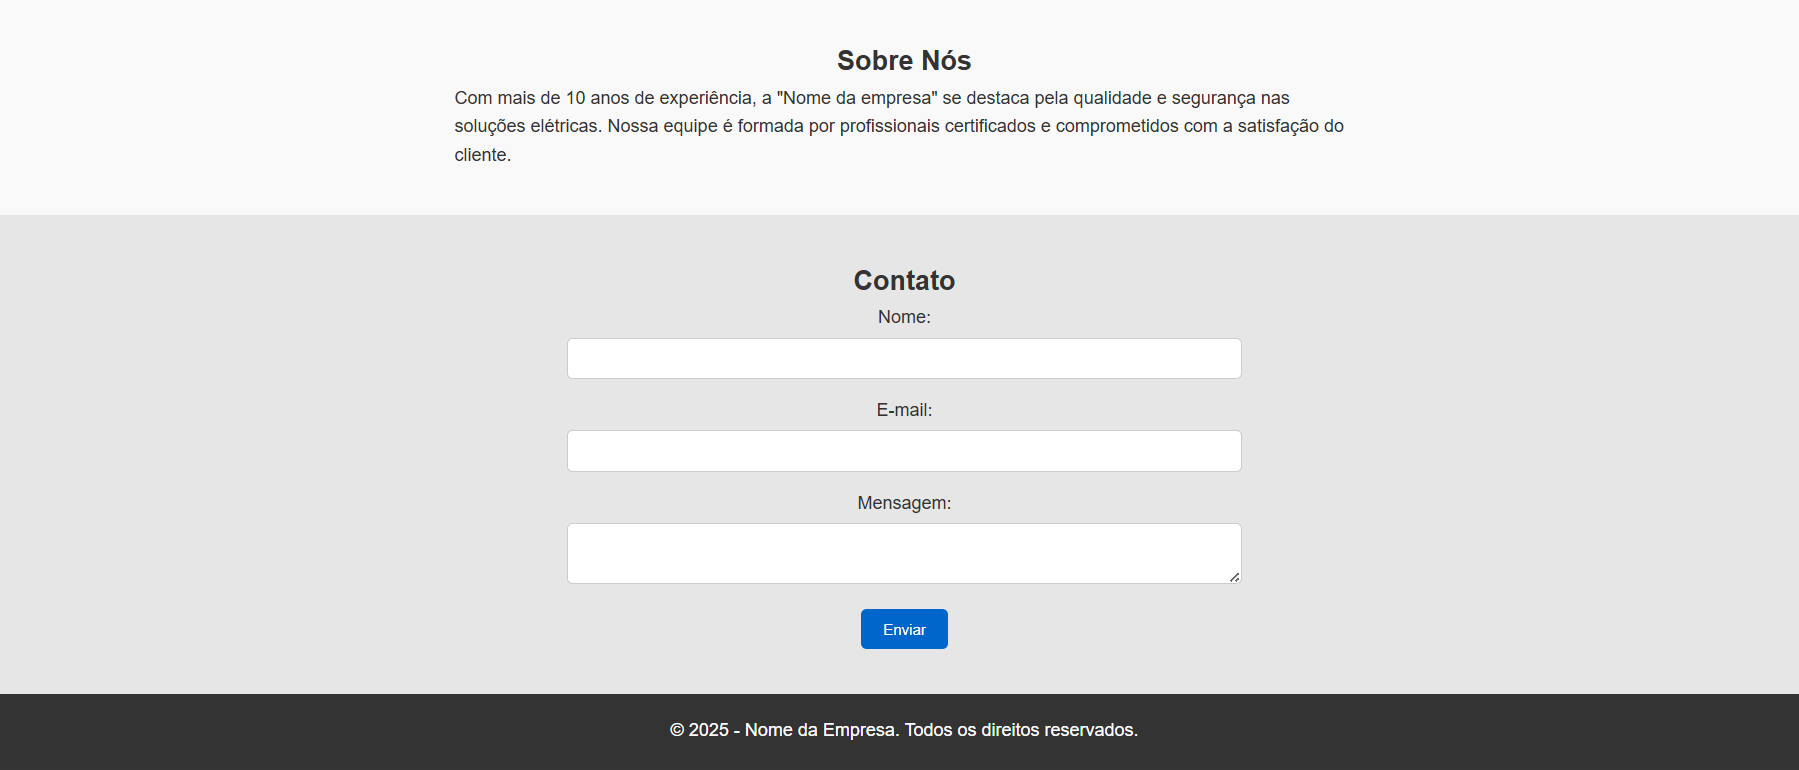 Sobre Nós
Com mais de 10 anos de experiência, a "Nome da empresa" se destaca pela qualidade e segurança nas
soluções elétricas. Nossa equipe é formada por profissionais certificados e comprometidos com a satisfação do
cliente.
Contato
Nome:
E-mail:
Mensagem:
Enviar
© 2025 - Nome da Empresa. Todos os direitos reservados.